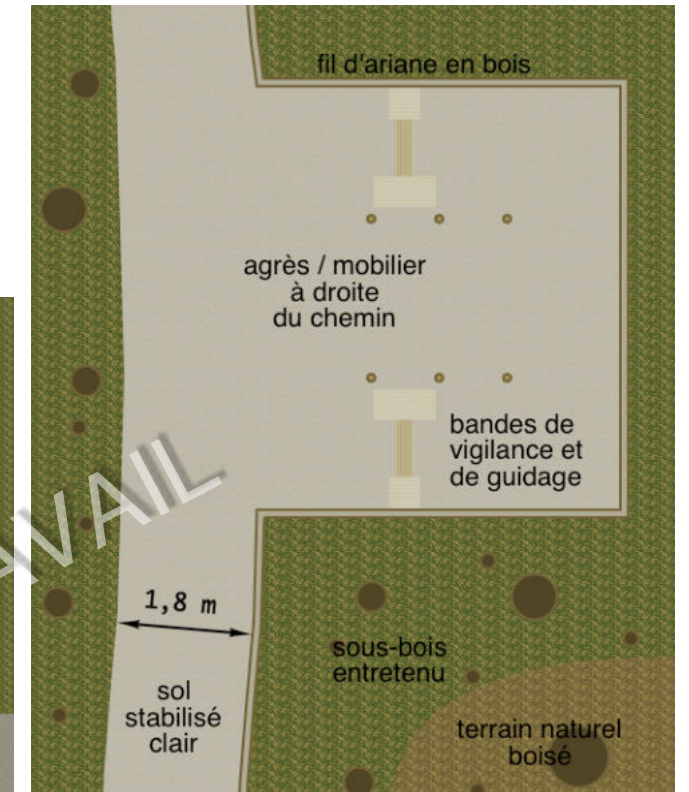 fil d'ariane en bois
agrès / mobilier
à droite
du chemin
bandes de
vigilance et
de guidage
AVAIL
1,8 m
sous-bois
entretenu
sol
stabilisé
clair
terrain naturel
boisé